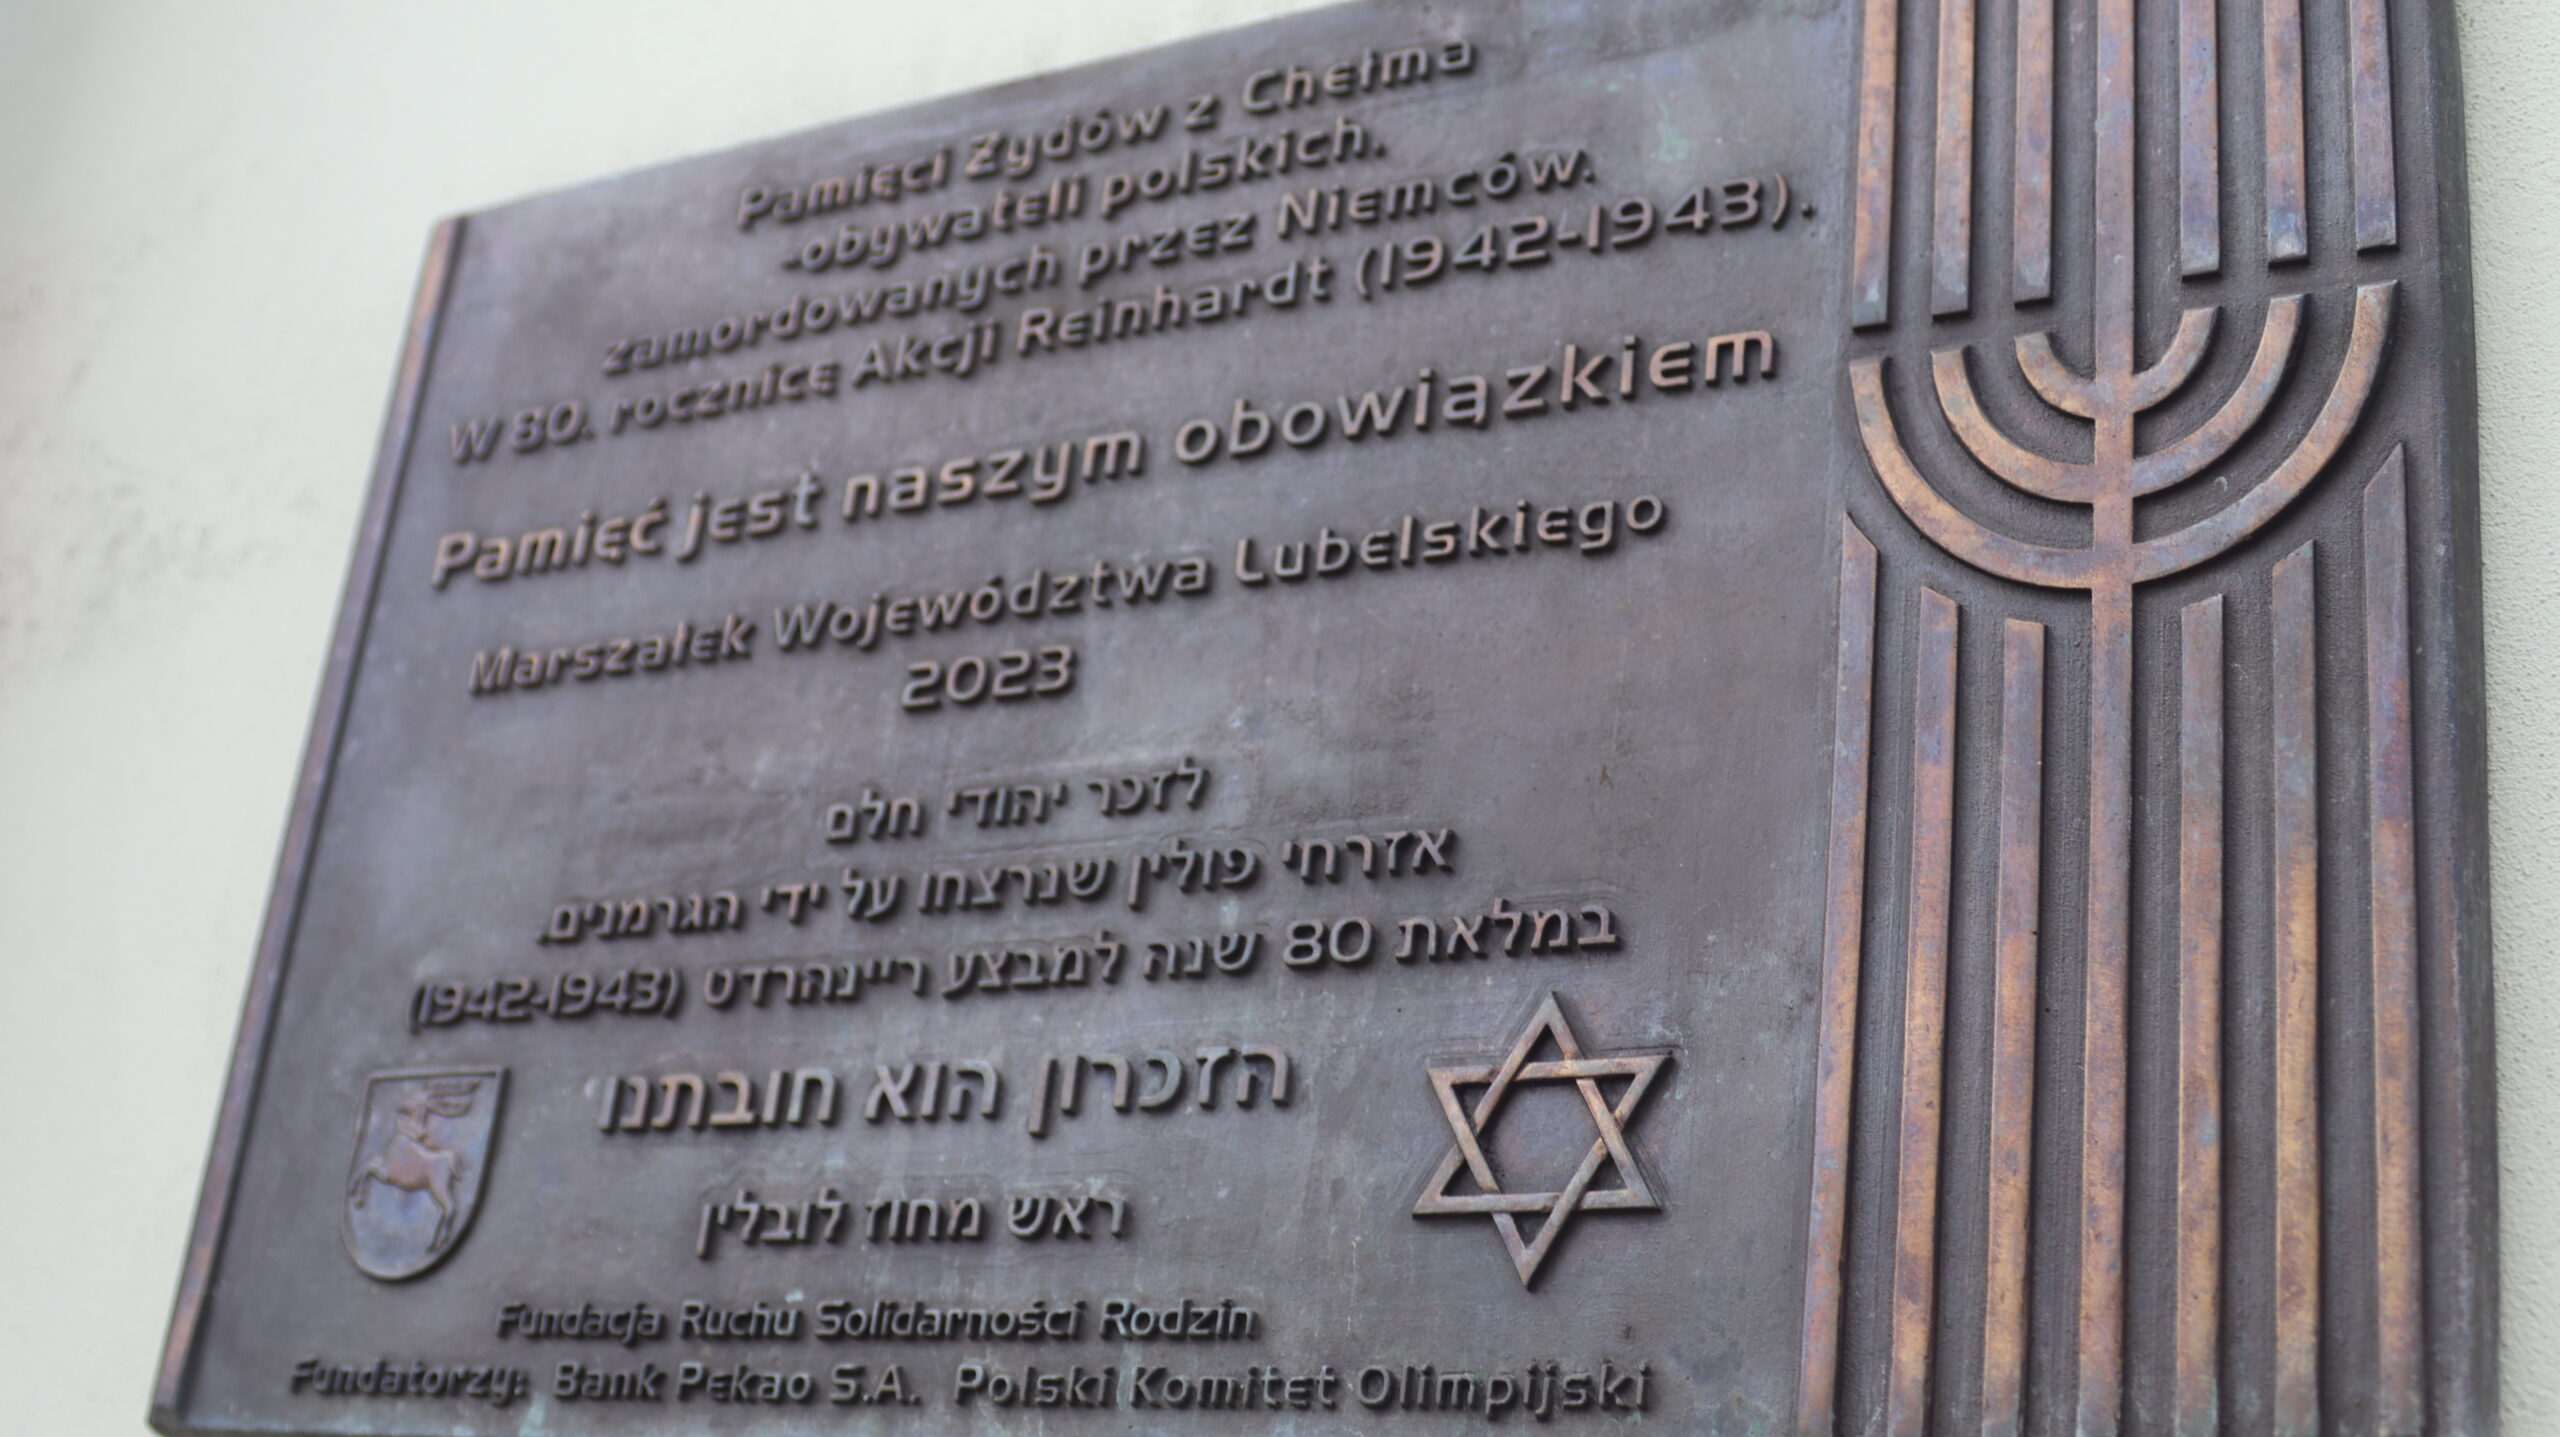 Pamięci Żydów z Chełma
-obywateli polskich,
zamordowanych przez Niemców.
W 80. rocznicę Akcji Reinhardt (1942-1943).
Pamięć jest naszym obowiązkiem
Marszałek Województwa Lubelskiego
2023
לזכר יהודי חלם
אזרחי פולין שנרצחו על ידי הגרמנים.
במלאת 80 שנה למבצע ריינהרדט (1942-1943)
הזכרון הוא חובתנו
ראש מחוז לובלין
Fundacja Ruchu Solidarności Rodzin
Fundatorzy: Bank Pekao S.A. Polski Komitet Olimpijski